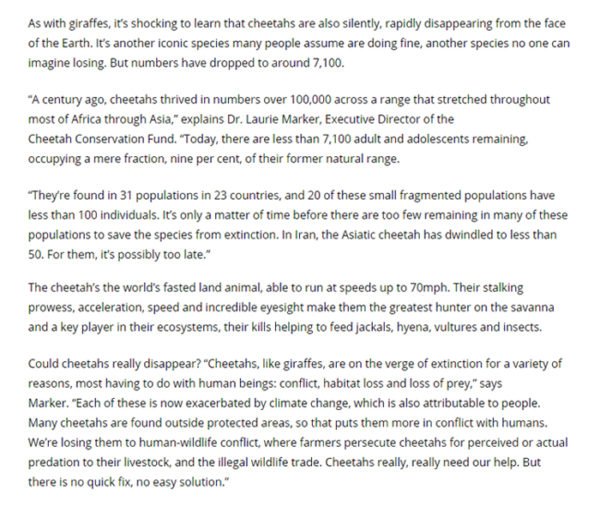 As with giraffes, it's shocking to learn that cheetahs are also silently, rapidly disappearing from the face
of the Earth. It's another iconic species many people assume are doing fine, another species no one can
imagine losing. But numbers have dropped to around 7,100.
“A century ago, cheetahs thrived in numbers over 100,000 across a range that stretched throughout
most of Africa through Asia,” explains Dr. Laurie Marker, Executive Director of the
Cheetah Conservation Fund. “Today, there are less than 7,100 adult and adolescents remaining,
occupying a mere fraction, nine per cent, of their former natural range.
“They're found in 31 populations in 23 countries, and 20 of these small fragmented populations have
less than 100 individuals. It's only a matter of time before there are too few remaining in many of these
populations to save the species from extinction. In Iran, the Asiatic cheetah has dwindled to less than
50. For them, it's possibly too late.”
The cheetah's the world's fasted land animal, able to run at speeds up to 70mph. Their stalking
prowess, acceleration, speed and incredible eyesight make them the greatest hunter on the savanna
and a key player in their ecosystems, their kills helping to feed jackals, hyena, vultures and insects.
Could cheetahs really disappear? “Cheetahs, like giraffes, are on the verge of extinction for a variety of
reasons, most having to do with human beings: conflict, habitat loss and loss of prey,” says
Marker. “Each of these is now exacerbated by climate change, which is also attributable to people.
Many cheetahs are found outside protected areas, so that puts them more in conflict with humans.
We're losing them to human-wildlife conflict, where farmers persecute cheetahs for perceived or actual
predation to their livestock, and the illegal wildlife trade. Cheetahs really, really need our help. But
there is no quick fix, no easy solution.”